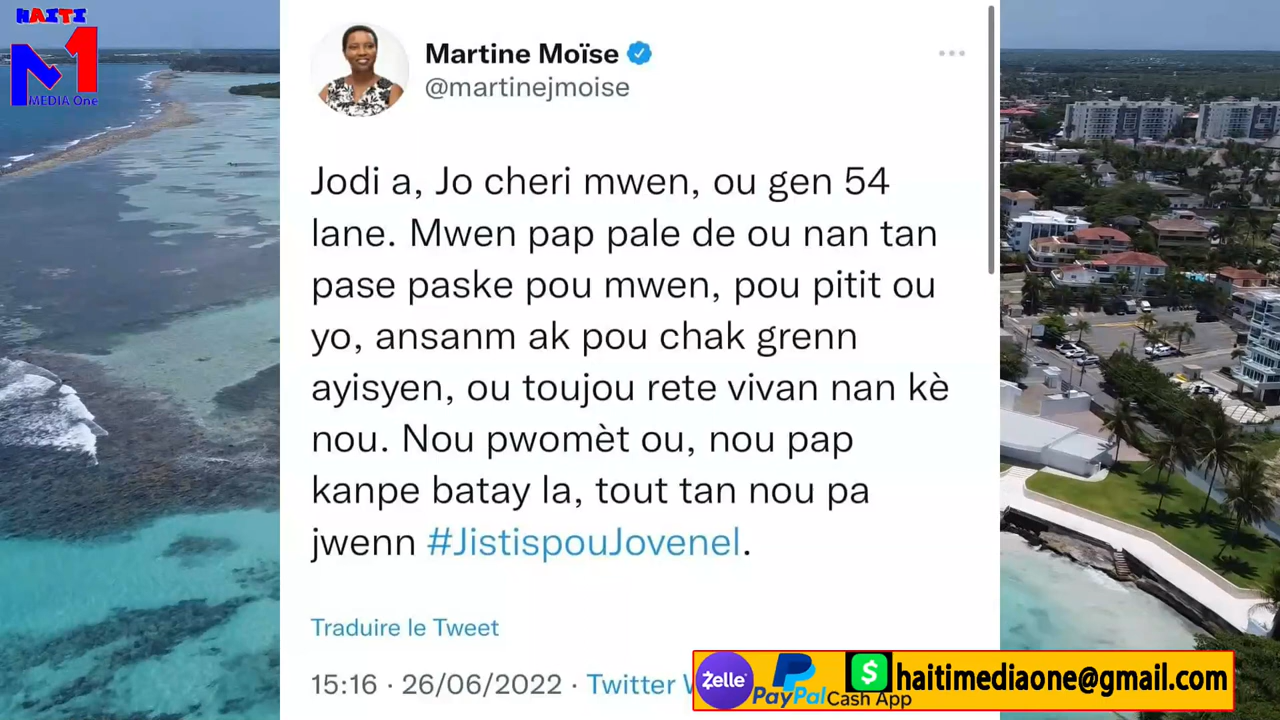 HAITI
M1
MEDIA One
Martine Moïse
@martinejmoise
Jodi a, Jo cheri mwen, ou gen 54
lane. Mwen pap pale de ou nan tan
pase paske pou mwen, pou pitit ou
yo, ansanm ak pou chak grenn
ayisyen, ou toujou rete vivan nan kè
nou. Nou pwomèt ou, nou pap
kanpe batay la, tout tan nou pa
jwenn #JistispouJovenel.
Traduire le Tweet
15:16 · 26/06/2022 · Twitter
Zelle
PayPal
$
Cash App
haitimediaone@gmail.com